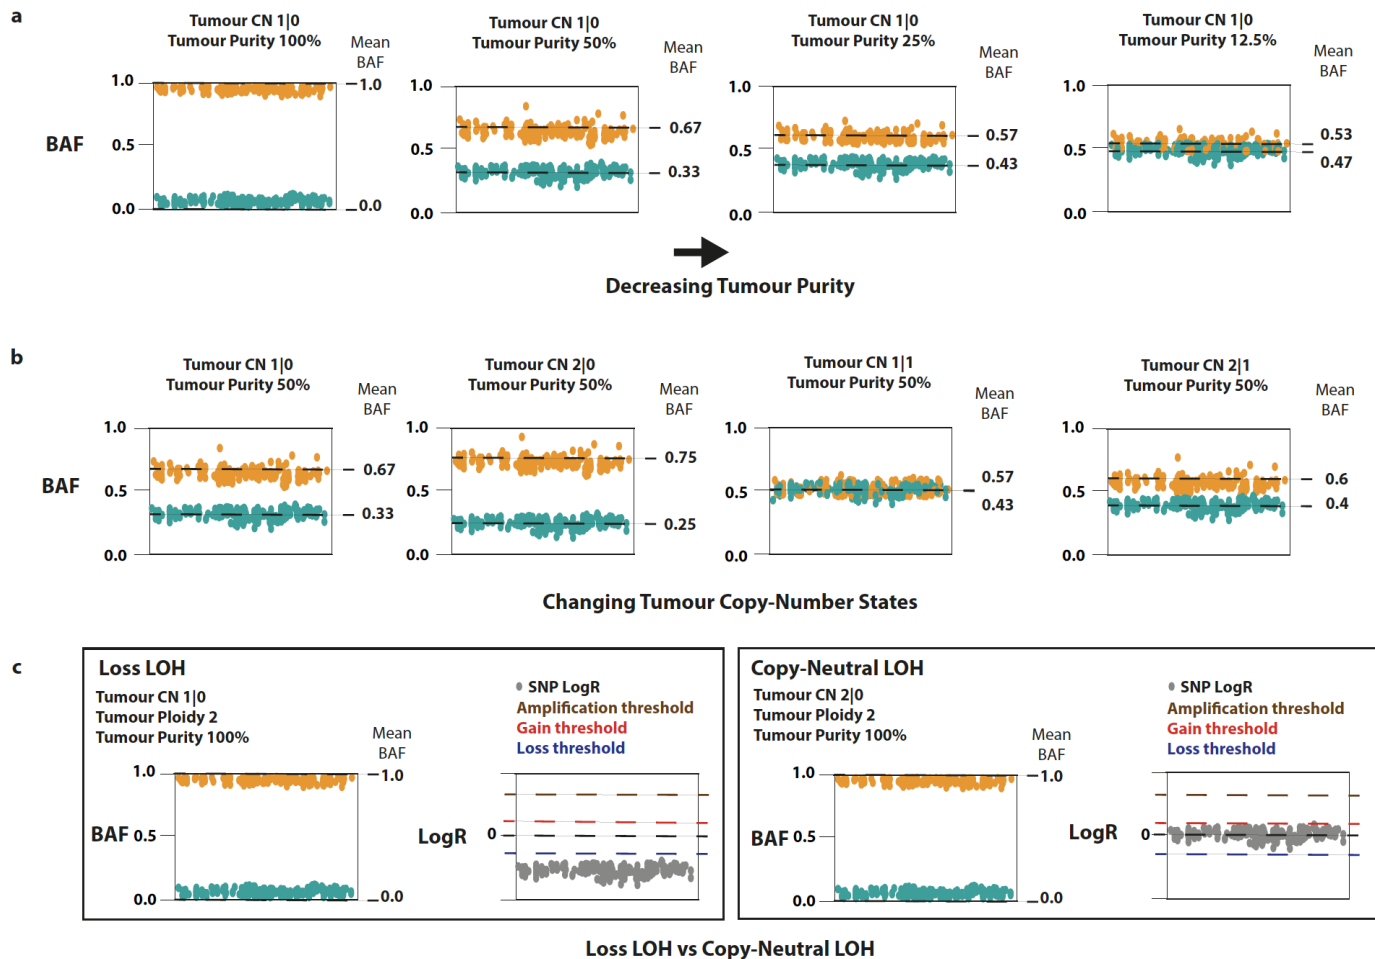 a
Tumour CN 1|0
Tumour Purity 100%
Mean
BAF
1.0
0.5
0.0
BAF
1.0
0.0
Tumour CN 1|0
Tumour Purity 50%
Mean
BAF
1.0
0.5
0.0
0.67
0.33
Tumour CN 1|0
Tumour Purity 25%
Mean
BAF
1.0
0.5
0.0
0.57
0.43
Tumour CN 1|0
Tumour Purity 12.5%
Mean
BAF
1.0
0.5
0.0
0.53
0.47
Decreasing Tumour Purity
b
Tumour CN 1|0
Tumour Purity 50%
Mean
BAF
1.0
0.5
0.0
BAF
0.67
0.33
Tumour CN 2|0
Tumour Purity 50%
Mean
BAF
1.0
0.5
0.0
0.75
0.25
Tumour CN 1|1
Tumour Purity 50%
Mean
BAF
1.0
0.5
0.0
0.57
0.43
Tumour CN 2|1
Tumour Purity 50%
Mean
BAF
1.0
0.5
0.0
0.6
0.4
Changing Tumour Copy-Number States
c
Loss LOH
Tumour CN 1|0
Tumour Ploidy 2
Tumour Purity 100%
Mean
BAF
1.0
BAF 0.5
0.0
1.0
0.0
SNP LogR
Amplification threshold
Gain threshold
Loss threshold
LogR
0
Copy-Neutral LOH
Tumour CN 2|0
Tumour Ploidy 2
Tumour Purity 100%
Mean
BAF
1.0
BAF 0.5
0.0
1.0
0.0
SNP LogR
Amplification threshold
Gain threshold
Loss threshold
LogR
0
Loss LOH vs Copy-Neutral LOH